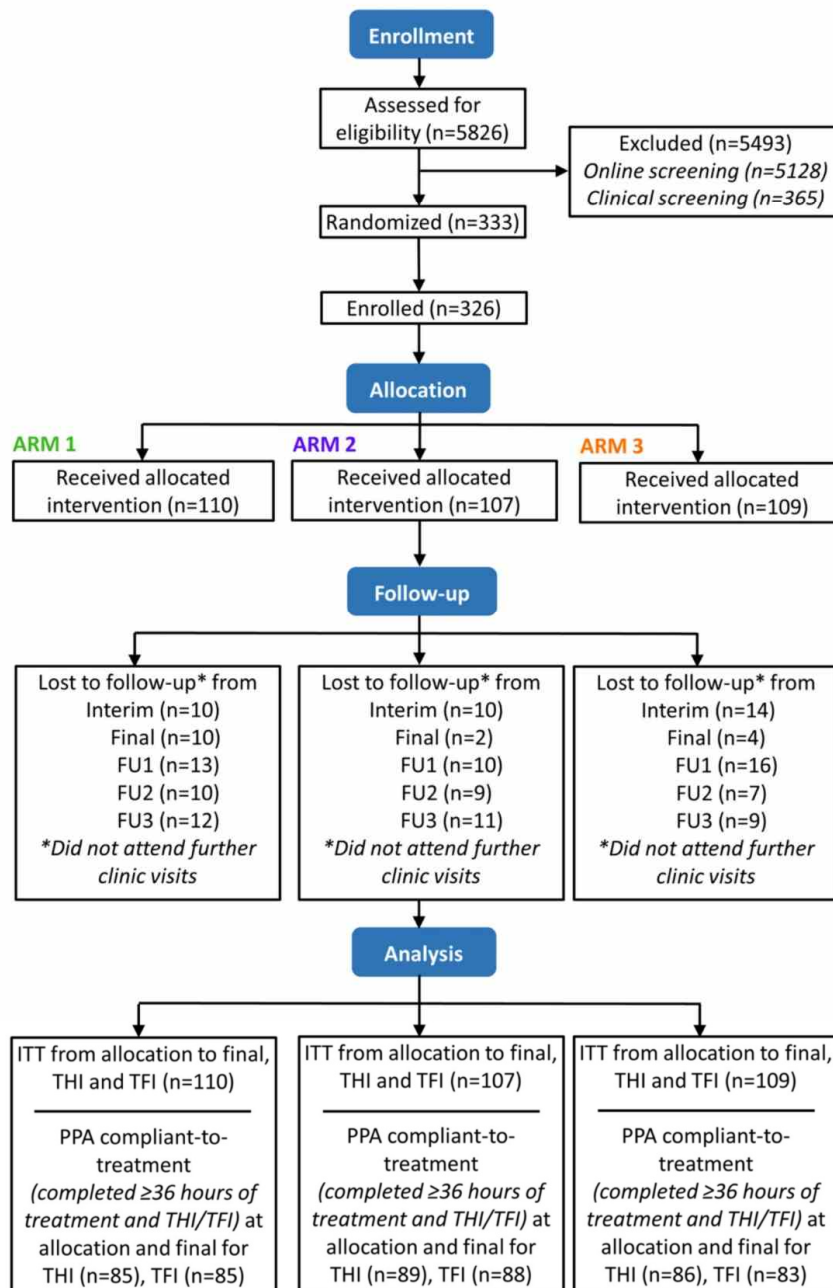 Enrollment
Assessed for
eligibility (n=5826)
Excluded (n=5493)
Online screening (n=5128)
Clinical screening (n=365)
Randomized (n=333)
Enrolled (n=326)
Allocation
ARM 1
Received allocated
intervention (n=110)
ARM 2
Received allocated
intervention (n=107)
ARM 3
Received allocated
intervention (n=109)
Follow-up
Lost to follow-up* from
Interim (n=10)
Final (n=10)
FU1 (n=13)
FU2 (n=10)
FU3 (n=12)
*Did not attend further
clinic visits
Lost to follow-up* from
Interim (n=10)
Final (n=2)
FU1 (n=10)
FU2 (n=9)
FU3 (n=11)
*Did not attend further
clinic visits
Lost to follow-up* from
Interim (n=14)
Final (n=4)
FU1 (n=16)
FU2 (n=7)
FU3 (n=9)
*Did not attend further
clinic visits
Analysis
ITT from allocation to final,
THI and TFI (n=110)
PPA compliant-to-
treatment
(completed ≥36 hours of
treatment and THI/TFI) at
allocation and final for
THI (n=85), TFI (n=85)
ITT from allocation to final,
THI and TFI (n=107)
PPA compliant-to-
treatment
(completed ≥36 hours of
treatment and THI/TFI) at
allocation and final for
THI (n=89), TFI (n=88)
ITT from allocation to final,
THI and TFI (n=109)
PPA compliant-to-
treatment
(completed ≥36 hours of
treatment and THI/TFI) at
allocation and final for
THI (n=86), TFI (n=83)